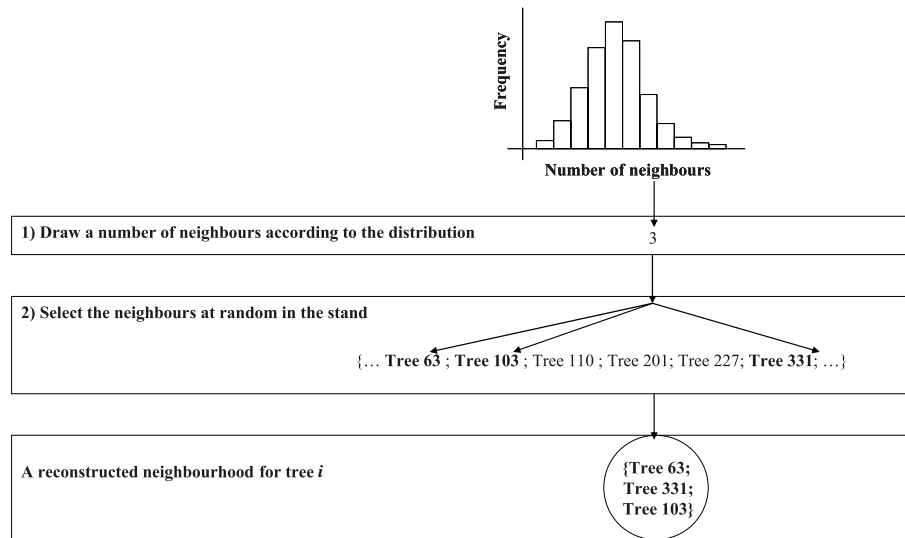 Frequency
Number of neighbours
1) Draw a number of neighbours according to the distribution
3
2) Select the neighbours at random in the stand
{... Tree 63 ; Tree 103 ; Tree 110 ; Tree 201; Tree 227; Tree 331; ...}
A reconstructed neighbourhood for tree i
{Tree 63;
Tree 331;
Tree 103}